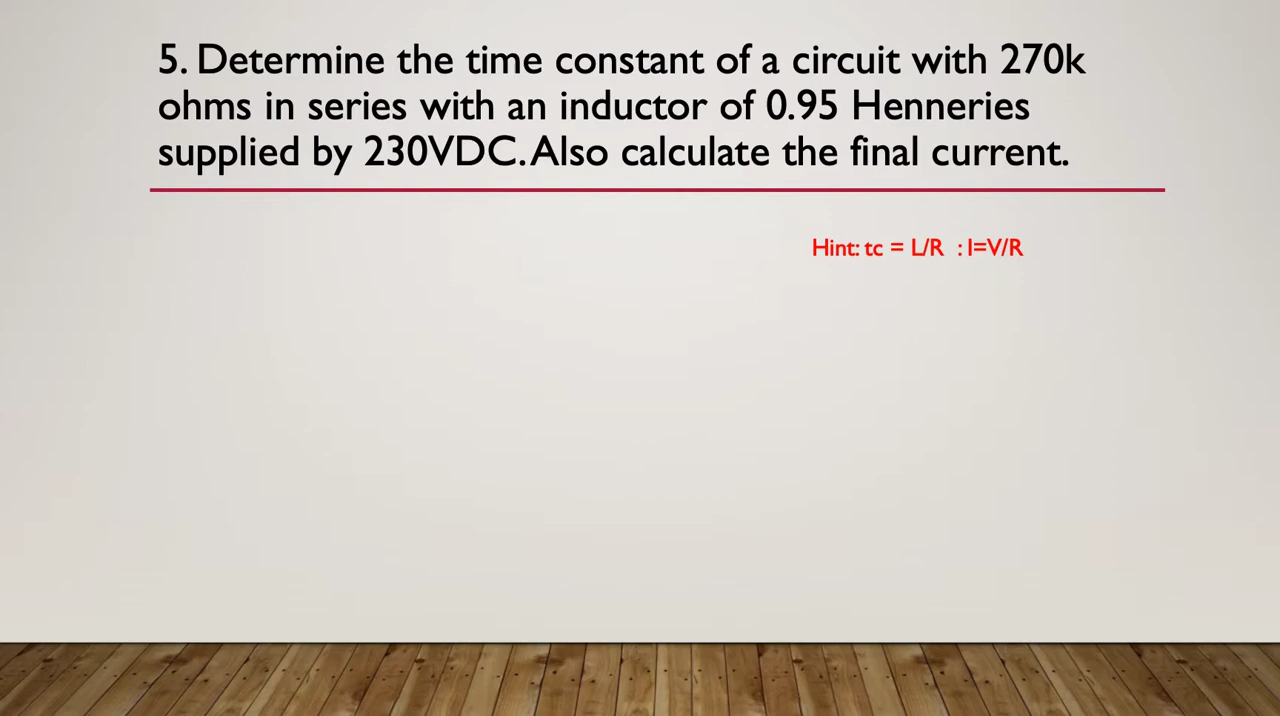 5. Determine the time constant of a circuit with 270k
ohms in series with an inductor of 0.95 Henneries
supplied by 230VDC. Also calculate the final current.
Hint: tc = L/R : I=V/R